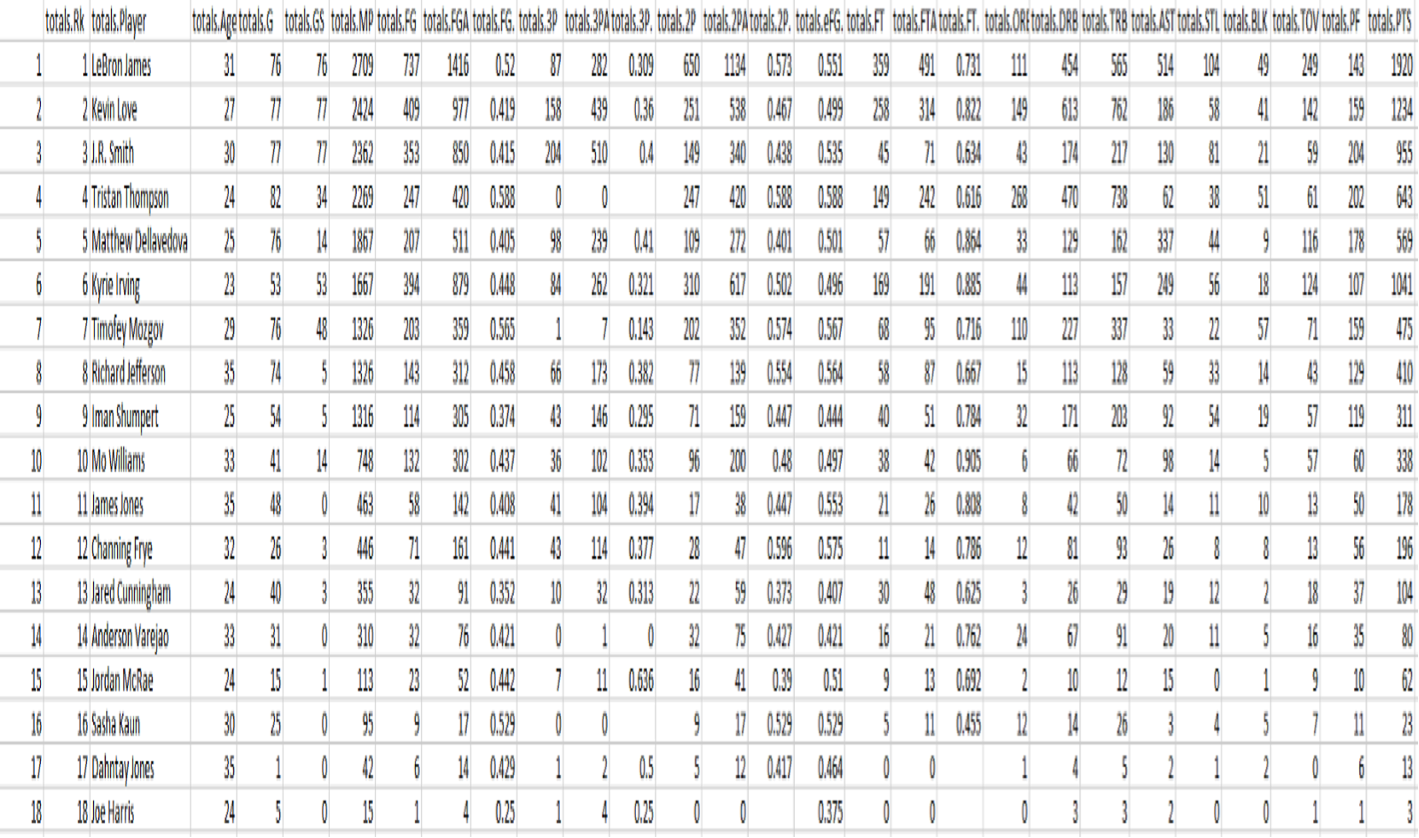 totals.Rk totals.Player totals.Age totals.G totals.GS totals.MP totals.FG totals.FGA totals.FG. totals.3P totals.3PA totals.3P. totals.2P totals.2PA totals.2P. totals.eFG. totals.FT totals.FTA totals.FT. totals.ORI totals.DRB totals.TRB totals.AST totals.STL totals.BLK totals.TOV totals.PF totals.PTS
1 1 LeBron James 31 76 76 2709 737 1416 0.52 87 282 0.309 650 1134 0.573 0.551 359 491 0.731 111 454 565 514 104 49 249 143 1920
2 2 Kevin Love 27 77 77 2424 409 977 0.419 158 439 0.36 251 538 0.467 0.499 258 314 0.822 149 613 762 186 58 41 142 159 1234
3 3 J.R. Smith 30 77 77 2362 353 850 0.415 204 510 0.4 149 340 0.438 0.535 45 71 0.634 43 174 217 130 81 21 59 204 955
4 4 Tristan Thompson 24 82 34 2269 247 420 0.588 0 0 247 420 0.588 0.588 149 242 0.616 268 470 738 62 38 51 61 202 643
5 5 Matthew Dellavedova 25 76 14 1867 207 511 0.405 98 239 0.41 109 272 0.401 0.501 57 66 0.864 33 129 162 337 44 9 116 178 569
6 6 Kyrie Irving 23 53 53 1667 394 879 0.448 84 262 0.321 310 617 0.502 0.496 169 191 0.885 44 113 157 249 56 18 124 107 1041
7 7 Timofey Mozgov 29 76 48 1326 203 359 0.565 1 7 0.143 202 352 0.574 0.567 68 95 0.716 110 227 337 33 22 57 71 159 475
8 8 Richard Jefferson 35 74 5 1326 143 312 0.458 66 173 0.382 77 139 0.554 0.564 58 87 0.667 15 113 128 59 33 14 43 129 410
9 9 Iman Shumpert 25 54 5 1316 114 305 0.374 43 146 0.295 71 159 0.447 0.444 40 51 0.784 32 171 203 92 54 19 57 119 311
10 10 Mo Williams 33 41 14 748 132 302 0.437 36 102 0.353 96 200 0.48 0.497 38 42 0.905 6 66 72 98 14 5 57 60 338
11 11 James Jones 35 48 0 463 58 142 0.408 41 104 0.394 17 38 0.447 0.553 21 26 0.808 8 42 50 14 11 10 13 50 178
12 12 Channing Frye 32 26 3 446 71 161 0.441 43 114 0.377 28 47 0.596 0.575 11 14 0.786 12 81 93 26 8 8 13 56 196
13 13 Jared Cunningham 24 40 3 355 32 91 0.352 10 32 0.313 22 59 0.373 0.407 30 48 0.625 3 26 29 19 12 2 18 37 104
14 14 Anderson Varejao 33 31 0 310 32 76 0.421 0 1 0 32 75 0.427 0.421 16 21 0.762 24 67 91 20 11 5 16 35 80
15 15 Jordan McRae 24 15 1 113 23 52 0.442 7 11 0.636 16 41 0.39 0.51 9 13 0.692 2 10 12 15 0 1 9 10 62
16 16 Sasha Kaun 30 25 0 95 9 17 0.529 0 0 9 17 0.529 0.529 5 11 0.455 12 14 26 3 4 5 7 11 23
17 17 Dahntay Jones 35 1 0 42 6 14 0.429 1 2 0.5 5 12 0.417 0.464 0 0 1 4 5 2 1 2 0 6 13
18 18 Joe Harris 24 5 0 15 1 4 0.25 1 4 0.25 0 0 0.375 0 0 0 3 3 2 0 0 1 1 3